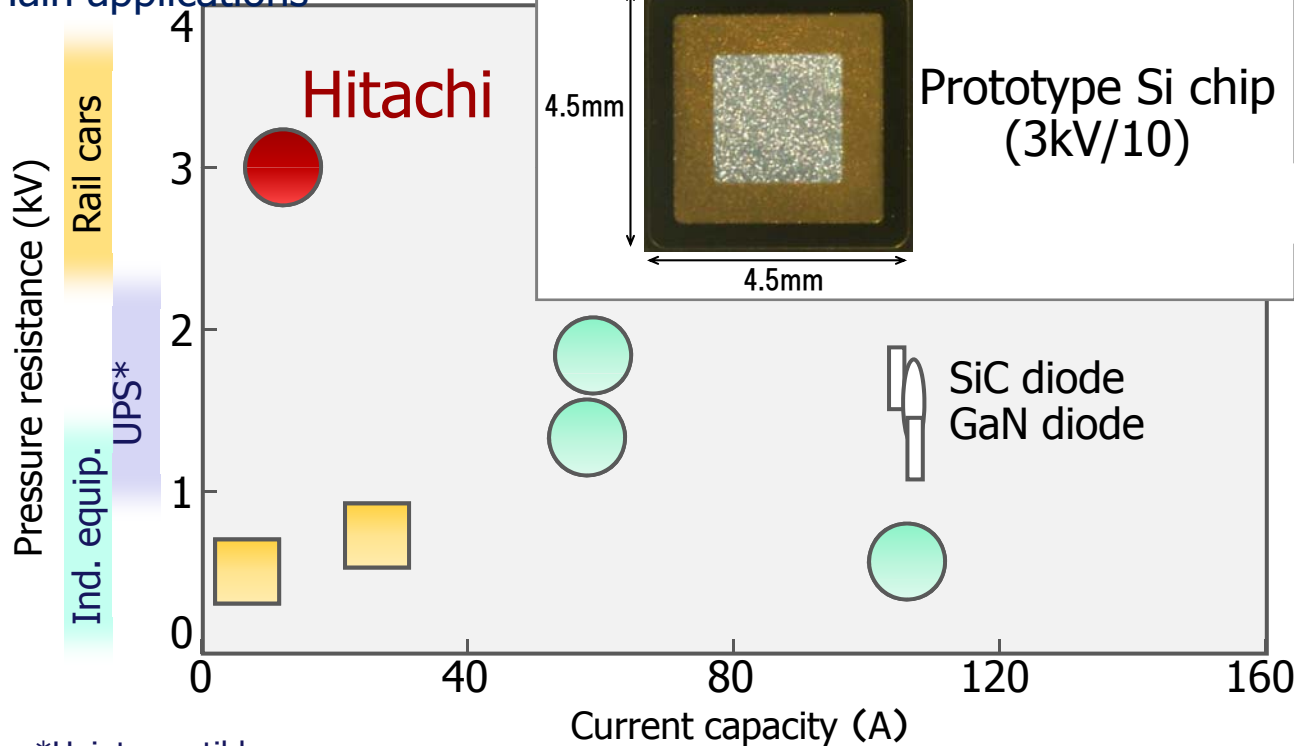 applications
4
Hitachi
4.5mm
Prototype Si chip
(3kV/10)
4.5mm
Pressure resistance (kV)
Rail cars
3
2
UPS*
SiC diode
GaN diode
1
Ind. equip.
0
0
40
80
120
160
Current capacity (A)